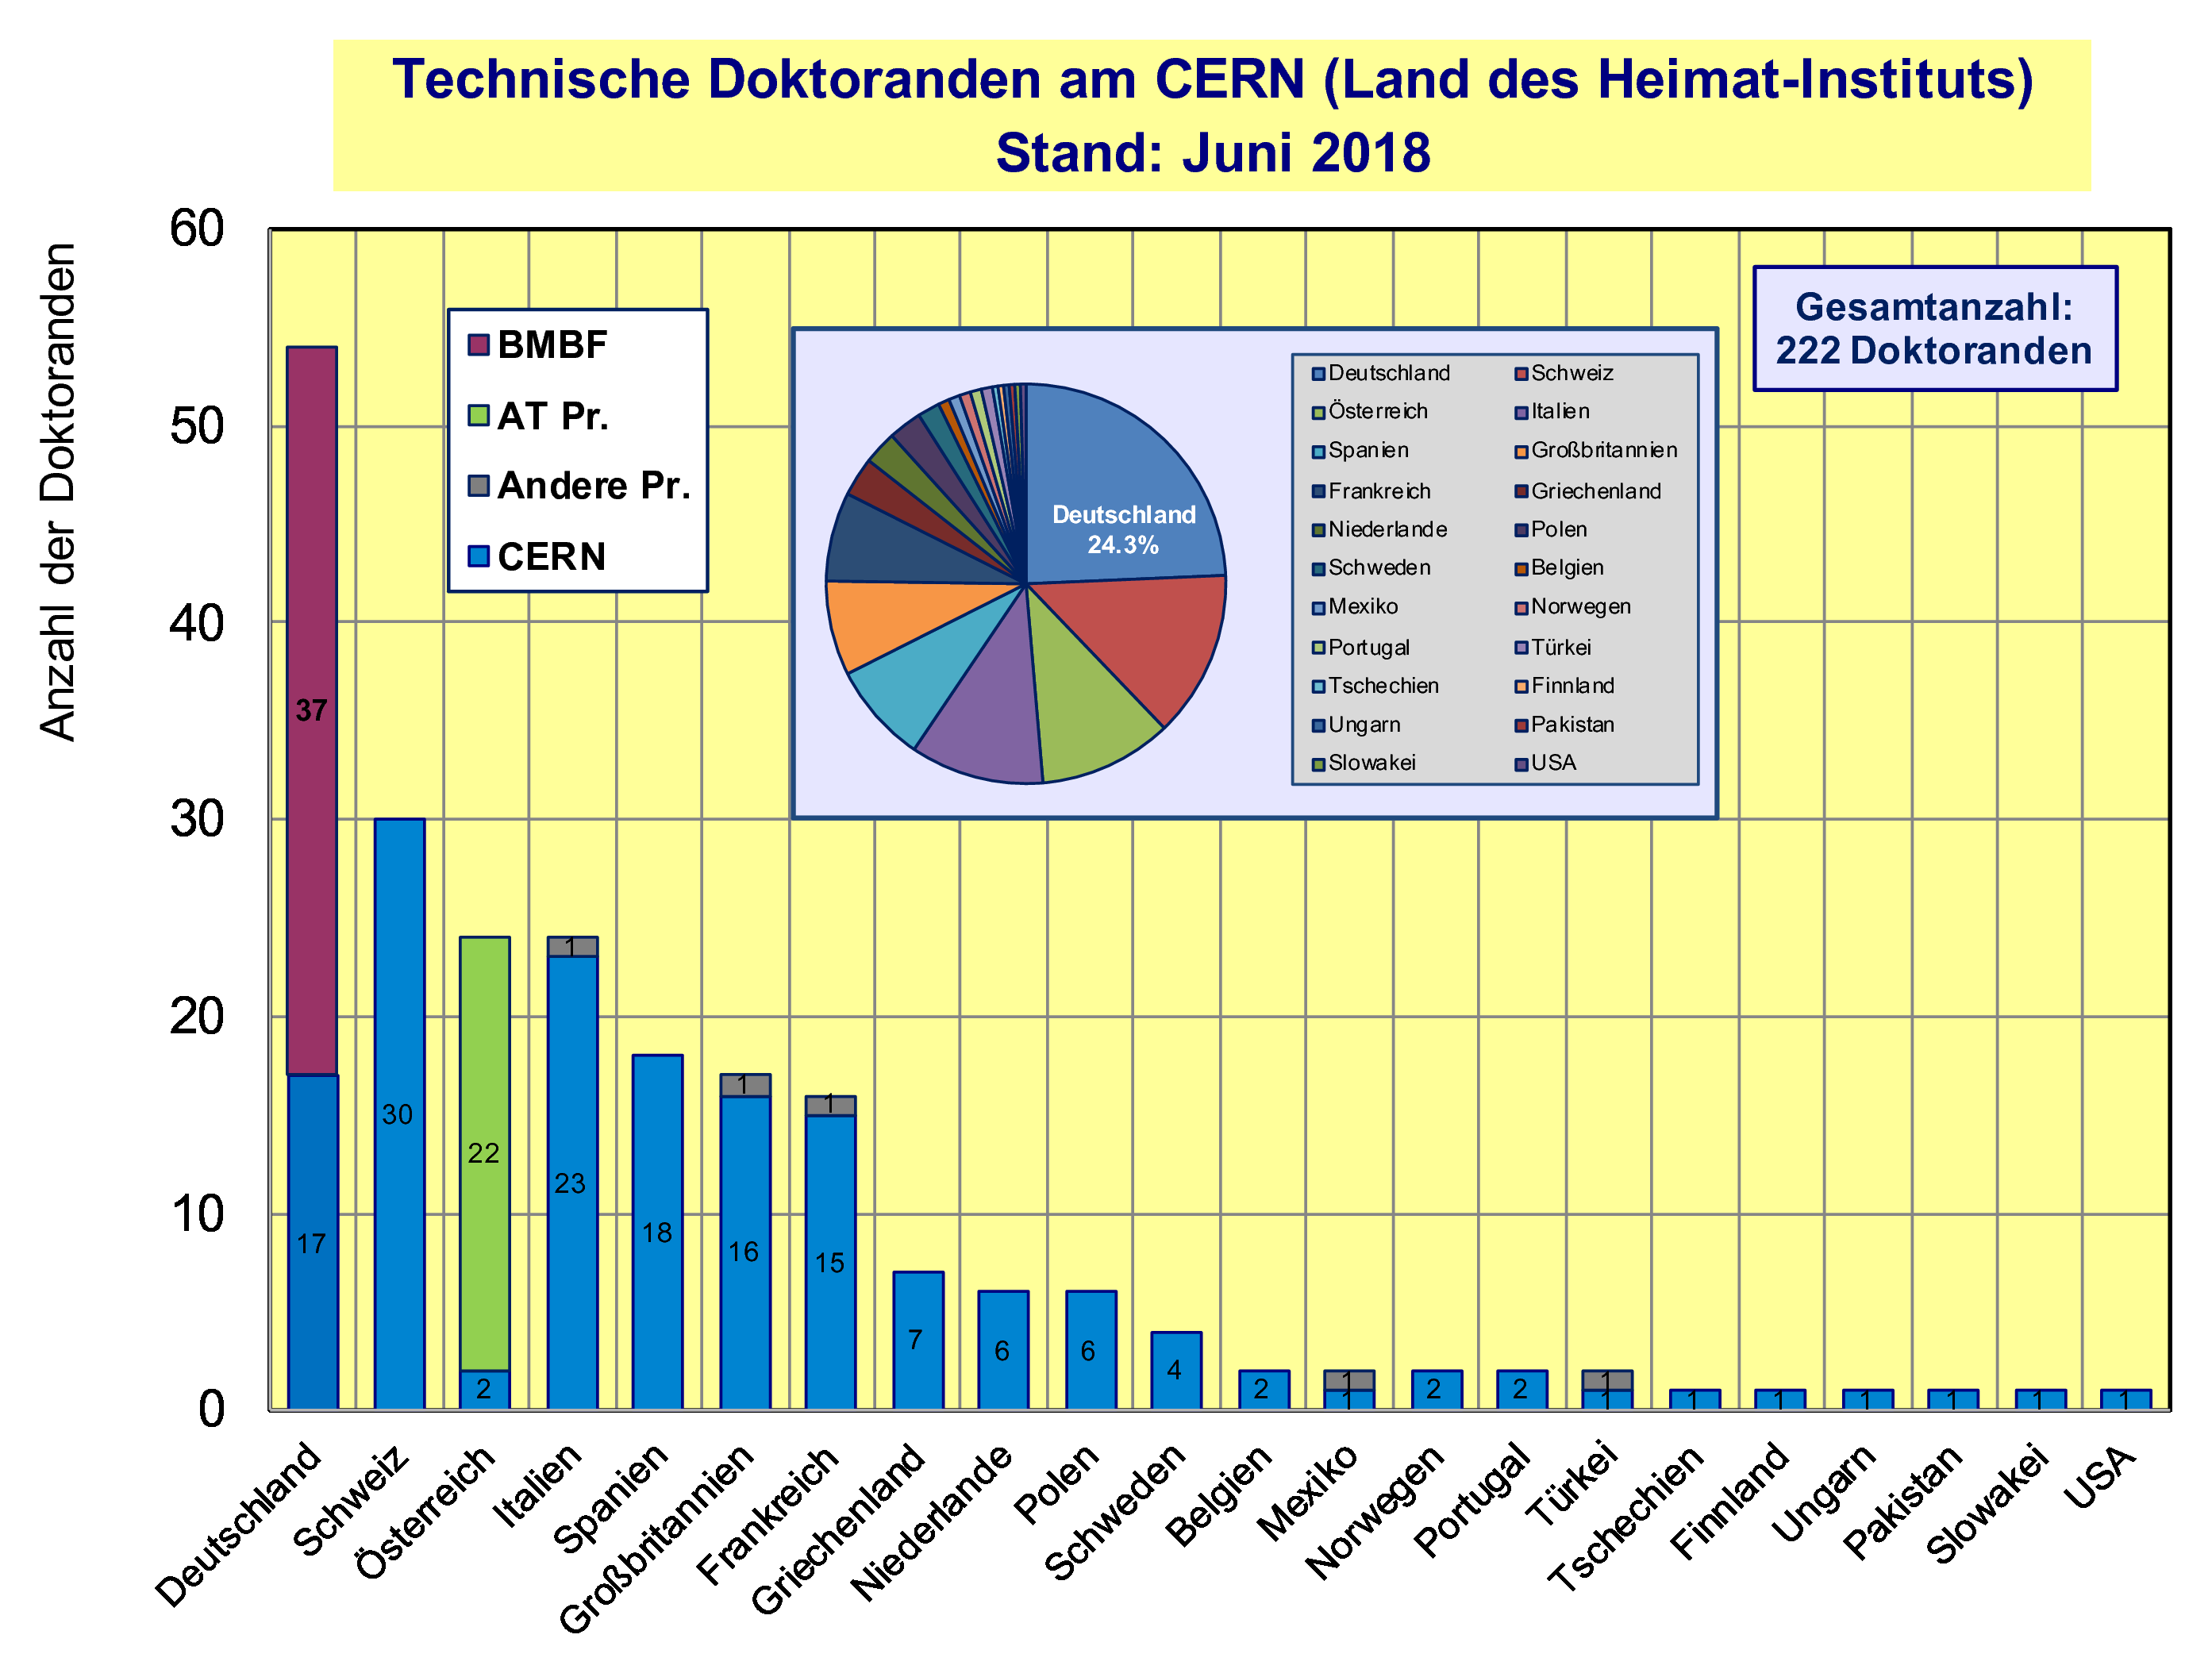 Technische Doktoranden am CERN (Land des Heimat-Instituts)
Stand: Juni 2018
Anzahl der Doktoranden
60
50
40
30
20
10
0
BMBF
AT Pr.
Andere Pr.
CERN
Deutschland
24.3%
Deutschland Schweiz
Österreich Italien
Spanien Großbritannien
Frankreich Griechenland
Niederlande Polen
Schweden Belgien
Mexiko Norwegen
Portugal Türkei
Tschechien Finnland
Ungarn Pakistan
Slowakei USA
Gesamtanzahl:
222 Doktoranden
37
17
30
22
2
1
23
18
1
16
1
15
7
6
6
4
2
1
1
2
2
1
1
1
1
1
1
1
1
Deutschland
Schweiz
Österreich
Italien
Spanien
Großbritannien
Frankreich
Griechenland
Niederlande
Polen
Schweden
Belgien
Mexiko
Norwegen
Portugal
Türkei
Tschechien
Finnland
Ungarn
Pakistan
Slowakei
USA